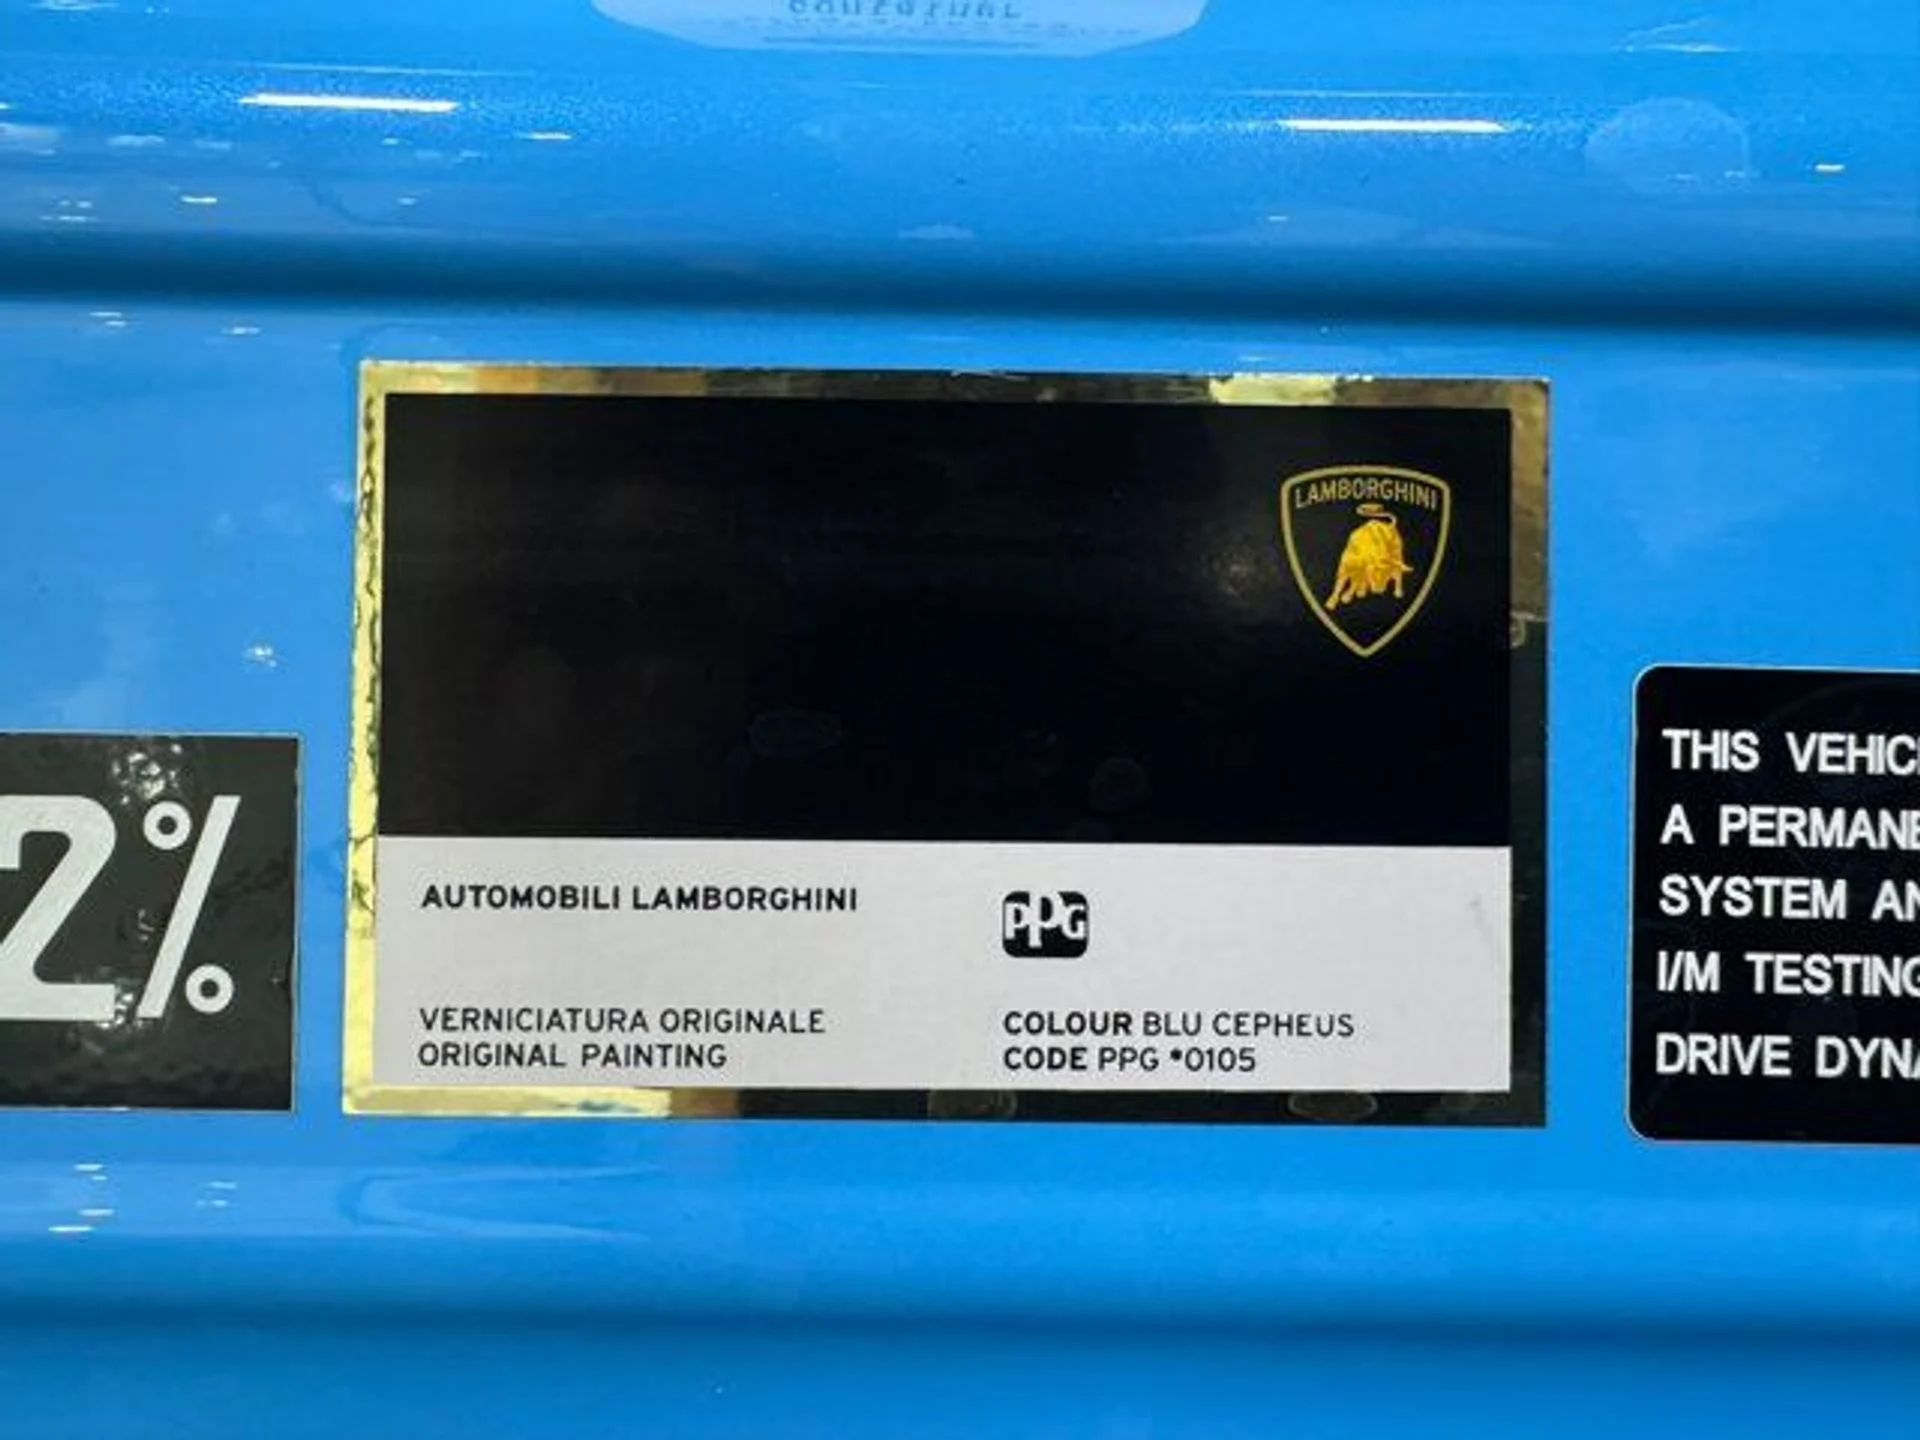 LAMBORGHINI
2%
AUTOMOBILI LAMBORGHINI
PPG
VERNICIATURA ORIGINALE
ORIGINAL PAINTING
COLOUR BLU CEPHEUS
CODE PPG *0105
THIS VEHIC
A PERMANE
SYSTEM AN
I/M TESTING
DRIVE DYNA